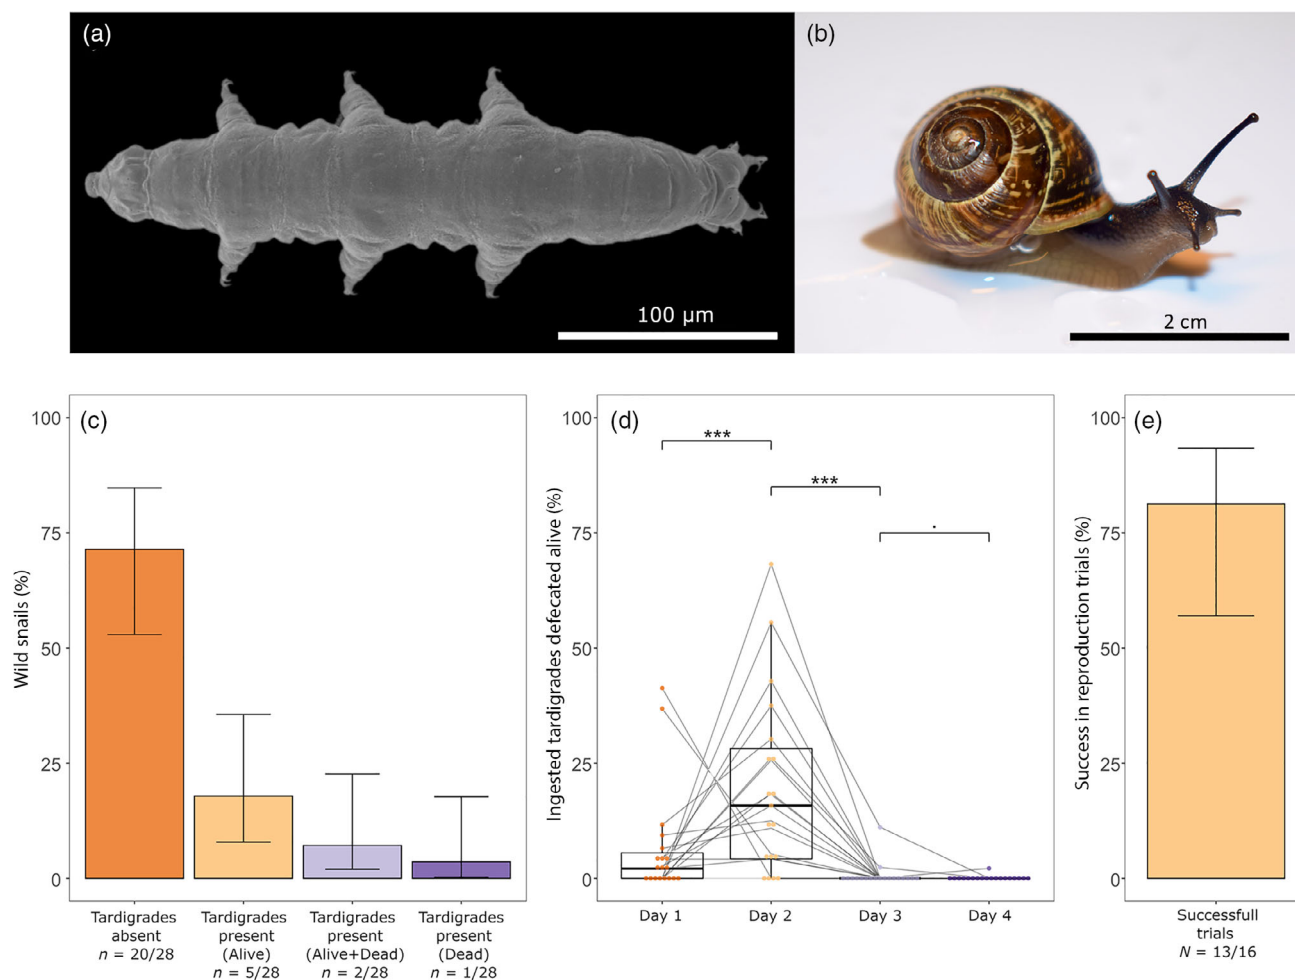 (a)
100 µm
(b)
2 cm
(c)
Wild snails (%)
100
75
50
25
0
Tardigrades
absent
n = 20/28
Tardigrades
present
(Alive)
n = 5/28
Tardigrades
present
(Alive+Dead)
n = 2/28
Tardigrades
present
(Dead)
n = 1/28
(d)
Ingested tardigrades defecated alive (%)
100
75
50
25
0
***
***
.
Day 1
Day 2
Day 3
Day 4
(e)
Success in reproduction trials (%)
100
75
50
25
0
Successfull
trials
N = 13/16